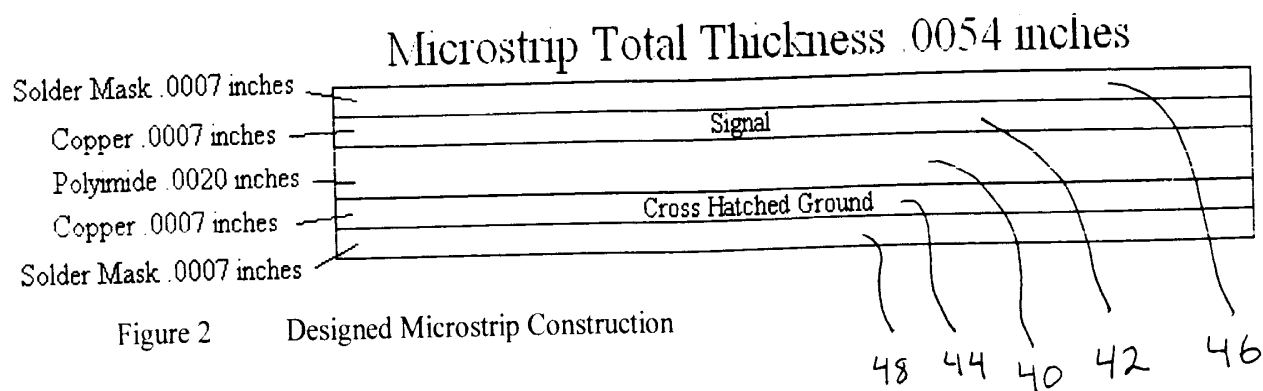 Microstrip Total Thickness .0054 inches
Solder Mask .0007 inches
Copper .0007 inches
Signal
Polyimide .0020 inches
Copper .0007 inches
Cross Hatched Ground
Solder Mask .0007 inches
Figure 2 Designed Microstrip Construction
48 44 40 42 46